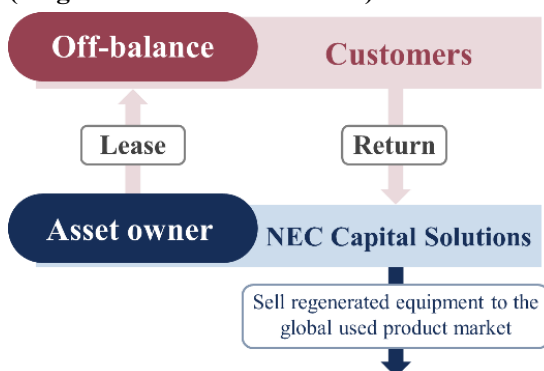 Off-balance
Customers
Lease
Return
Asset owner
NEC Capital Solutions
Sell regenerated equipment to the
global used product market